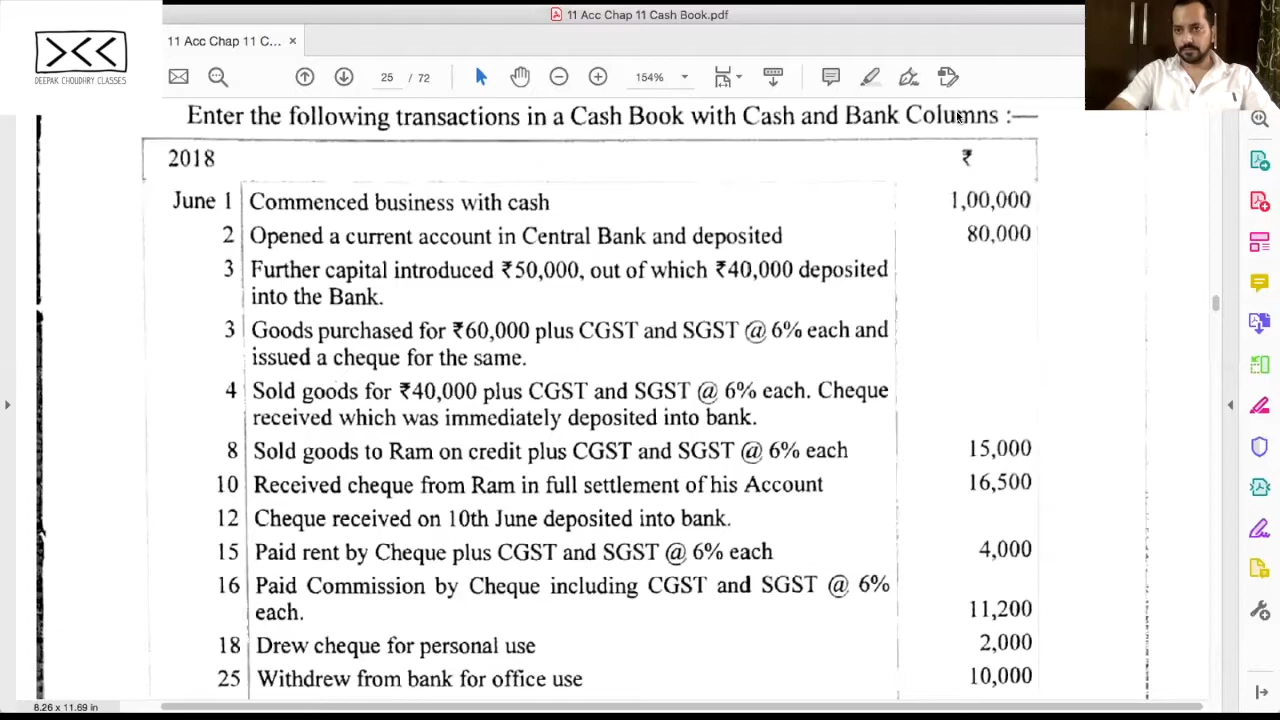 11 Acc Chap 11 Cash Book.pdf
DEEPAK CHOUDHRY CLASSES
11 Acc Chap 11 C... ×
25 / 72
154%
Enter the following transactions in a Cash Book with Cash and Bank Columns :—
2018 ₹
June 1 Commenced business with cash 1,00,000
2 Opened a current account in Central Bank and deposited 80,000
3 Further capital introduced ₹50,000, out of which ₹40,000 deposited
into the Bank.
3 Goods purchased for ₹60,000 plus CGST and SGST @ 6% each and
issued a cheque for the same.
4 Sold goods for ₹40,000 plus CGST and SGST @ 6% each. Cheque
received which was immediately deposited into bank.
8 Sold goods to Ram on credit plus CGST and SGST @ 6% each 15,000
10 Received cheque from Ram in full settlement of his Account 16,500
12 Cheque received on 10th June deposited into bank.
15 Paid rent by Cheque plus CGST and SGST @ 6% each 4,000
16 Paid Commission by Cheque including CGST and SGST @ 6%
each. 11,200
18 Drew cheque for personal use 2,000
25 Withdrew from bank for office use 10,000
8.26 x 11.69 in